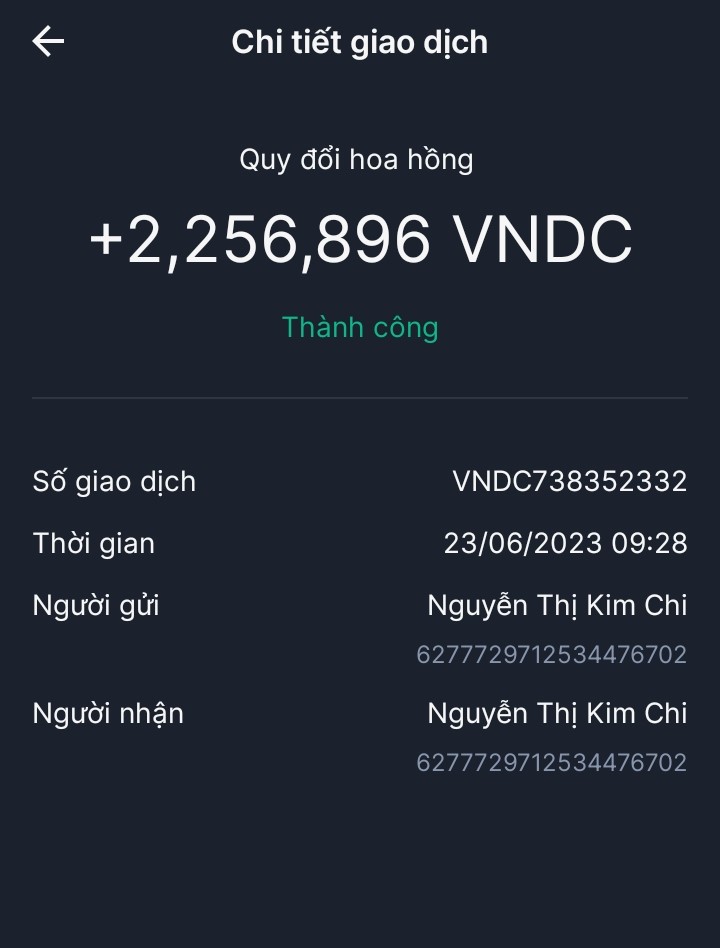 Chi tiết giao dịch
Quy đổi hoa hồng
+2,256,896 VNDC
Thành công
Số giao dịch VNDC738352332
Thời gian 23/06/2023 09:28
Người gửi Nguyễn Thị Kim Chi
6277729712534476702
Người nhận Nguyễn Thị Kim Chi
6277729712534476702